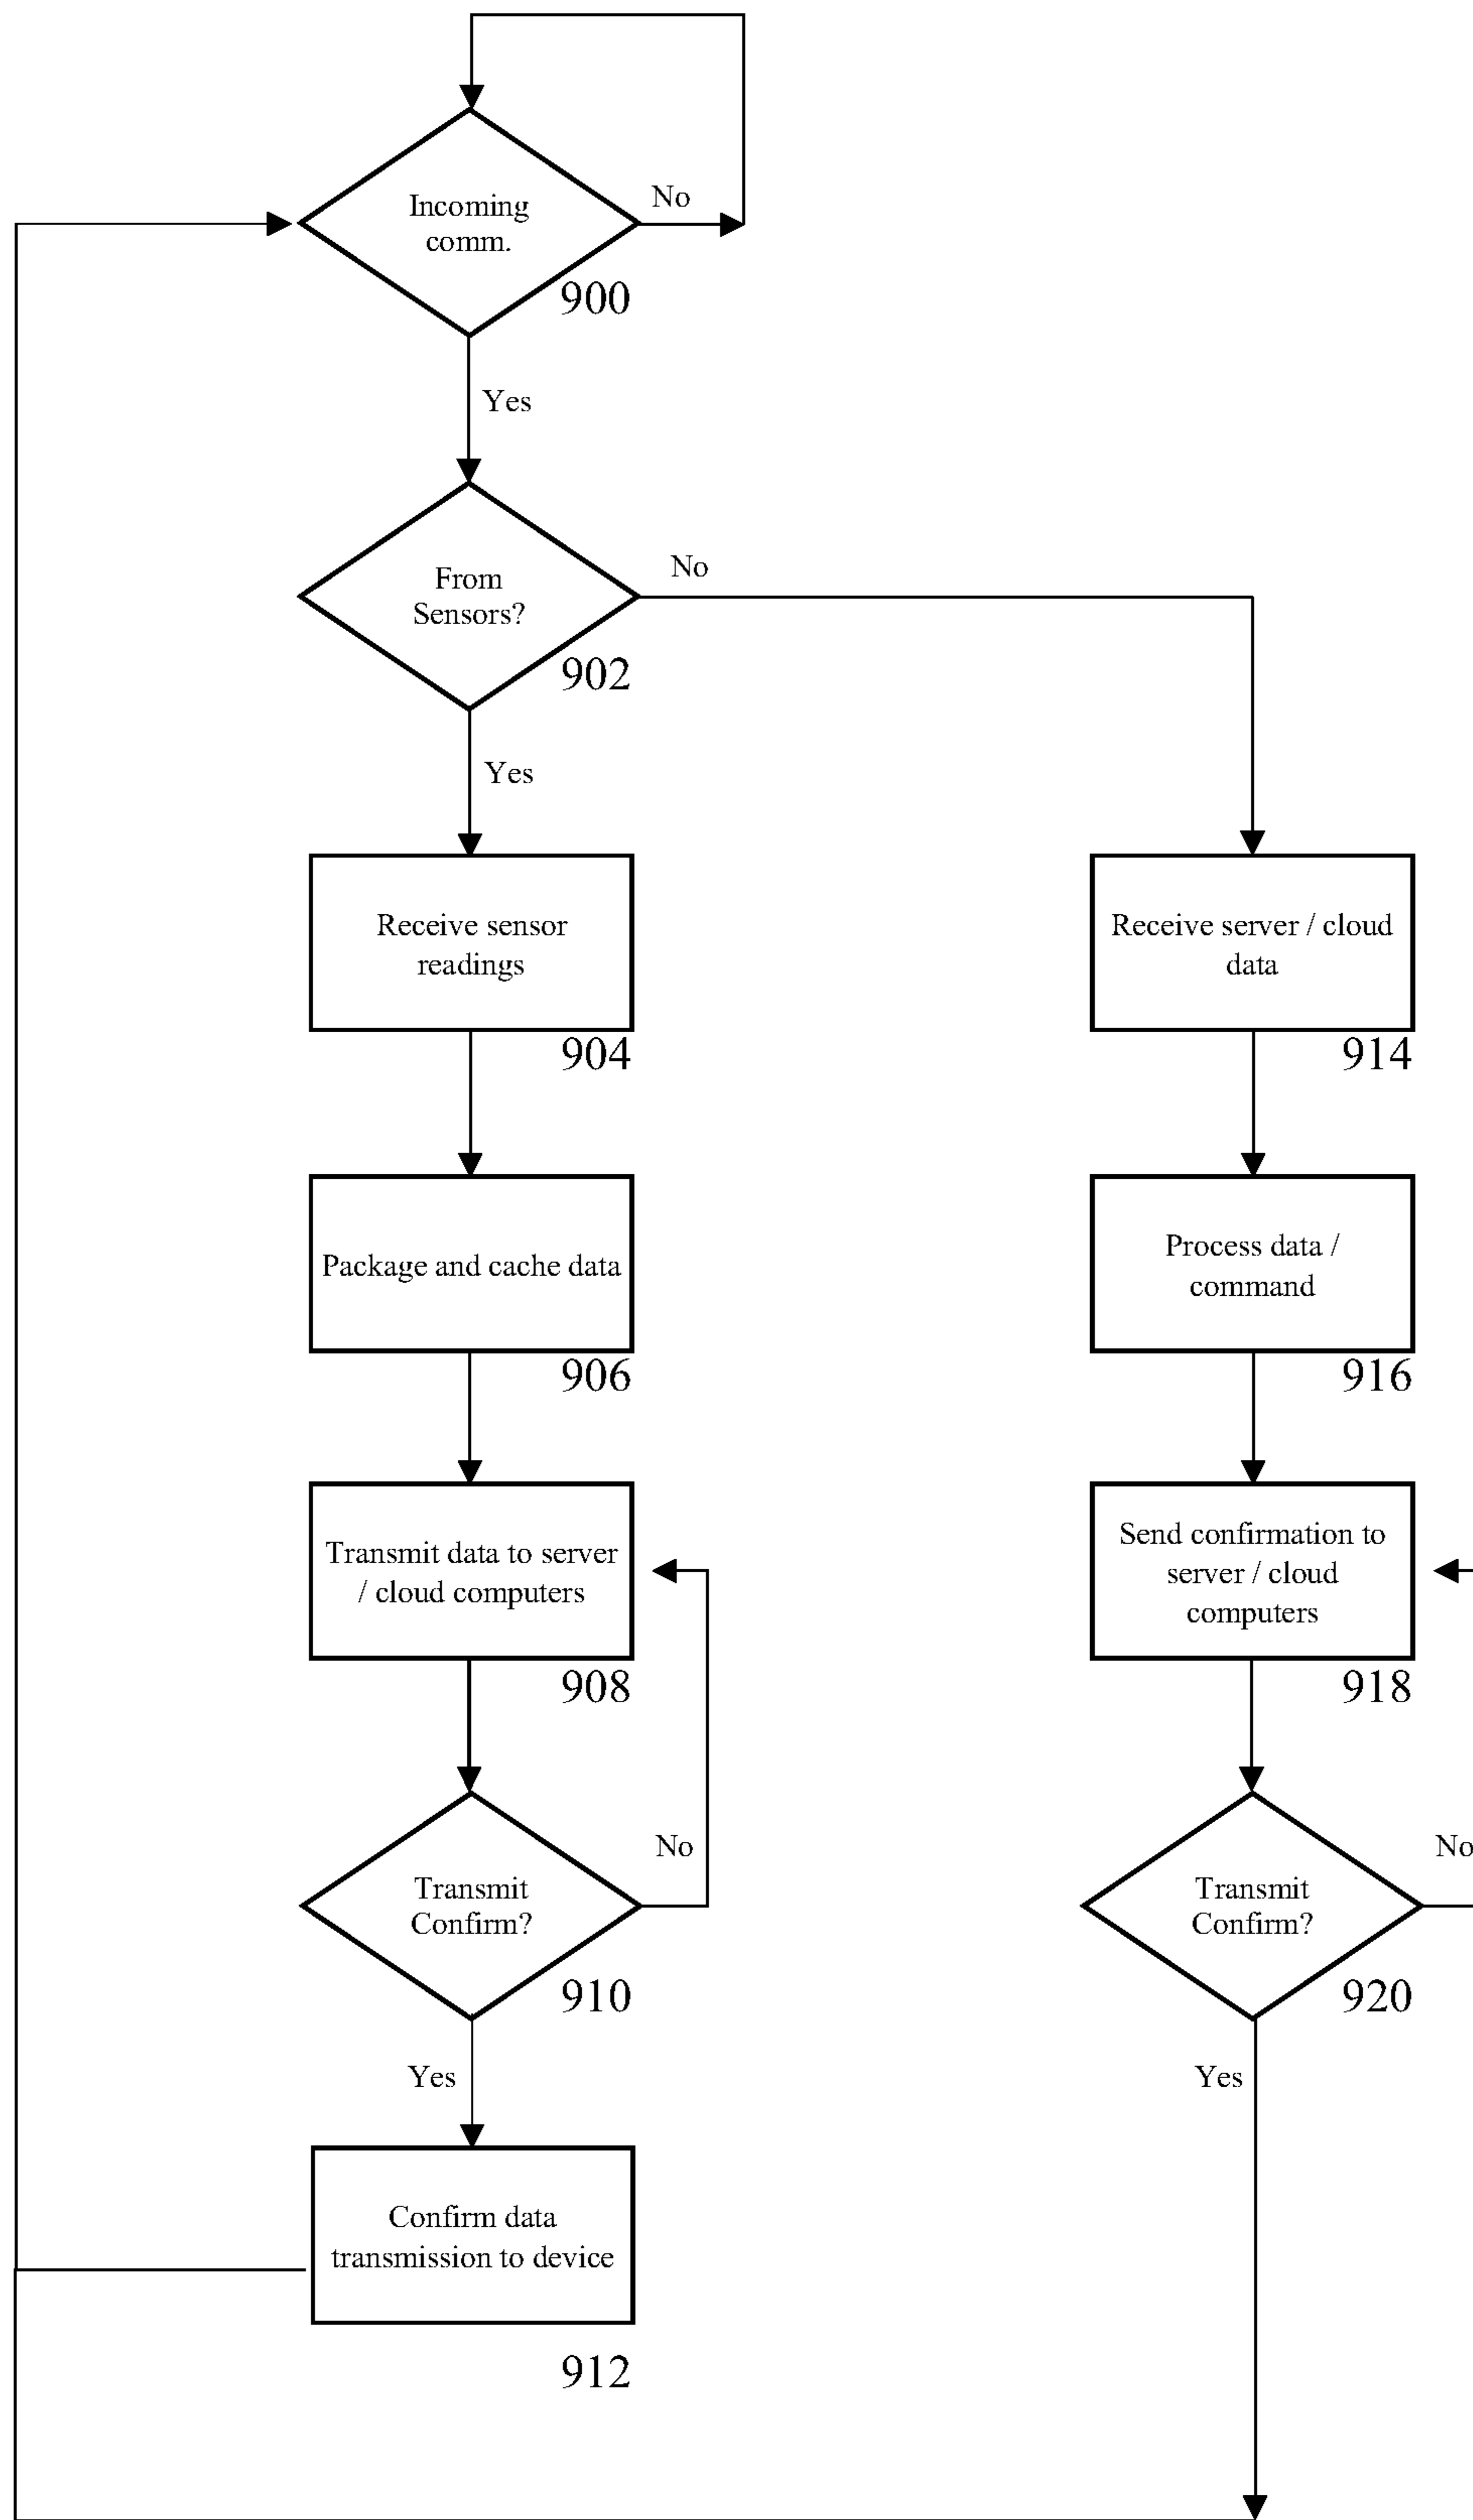 Incoming
comm.
No
900
Yes
From
Sensors?
No
902
Yes
Receive sensor
readings
904
Package and cache data
906
Transmit data to server
/ cloud computers
908
Transmit
Confirm?
No
910
Yes
Confirm data
transmission to device
912
Receive server / cloud
data
914
Process data /
command
916
Send confirmation to
server / cloud
computers
918
Transmit
Confirm?
No
920
Yes